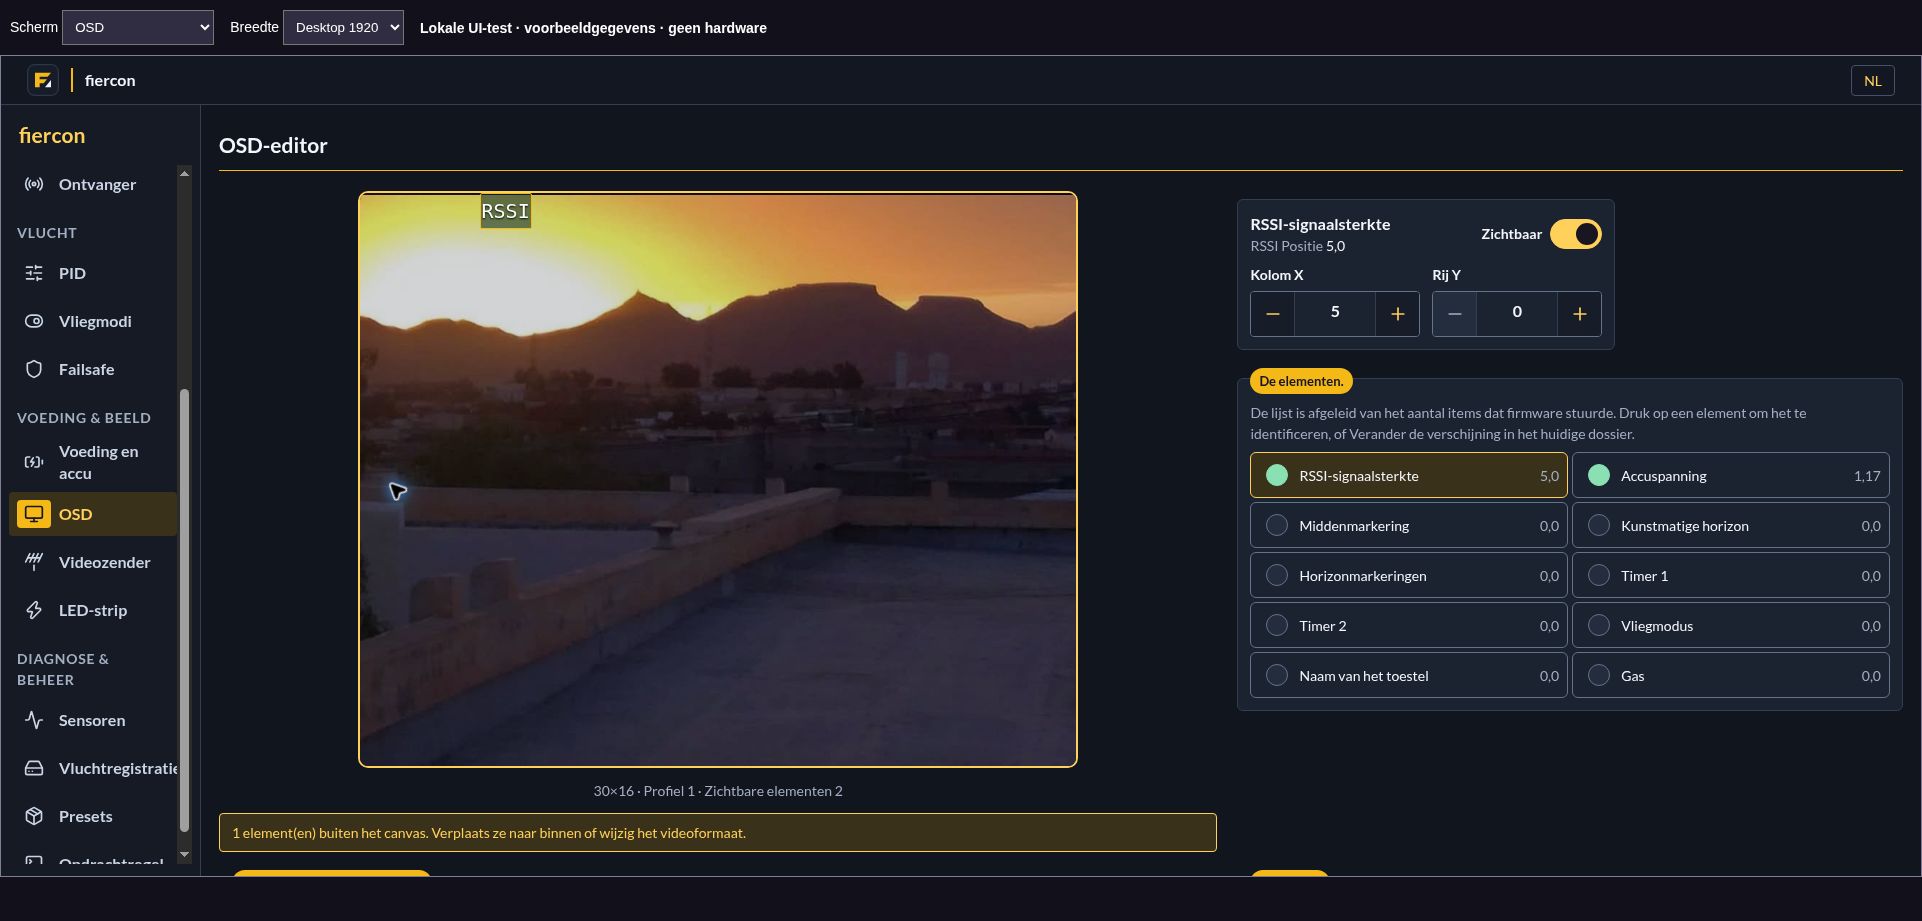 Scherm OSD Breedte Desktop 1920 Lokale UI-test · voorbeeldgegevens · geen hardware
fiercon NL
fiercon
Ontvanger
VLUCHT
PID
Vliegmodi
Failsafe
VOEDING & BEELD
Voeding en
accu
OSD
Videozender
LED-strip
DIAGNOSE &
BEHEER
Sensoren
Vluchtregistratie
Presets
OSD-editor
RSSI
30×16 · Profiel 1 · Zichtbare elementen 2
1 element(en) buiten het canvas. Verplaats ze naar binnen of wijzig het videoformaat.
RSSI-signaalsterkte
RSSI Positie 5,0
Zichtbaar
Kolom X Rij Y
− 5 + − 0 +
De elementen.
De lijst is afgeleid van het aantal items dat firmware stuurde. Druk op een element om het te
identificeren, of Verander de verschijning in het huidige dossier.
RSSI-signaalsterkte 5,0 Accuspanning 1,17
Middenmarkering 0,0 Kunstmatige horizon 0,0
Horizonmarkeringen 0,0 Timer 1 0,0
Timer 2 0,0 Vliegmodus 0,0
Naam van het toestel 0,0 Gas 0,0